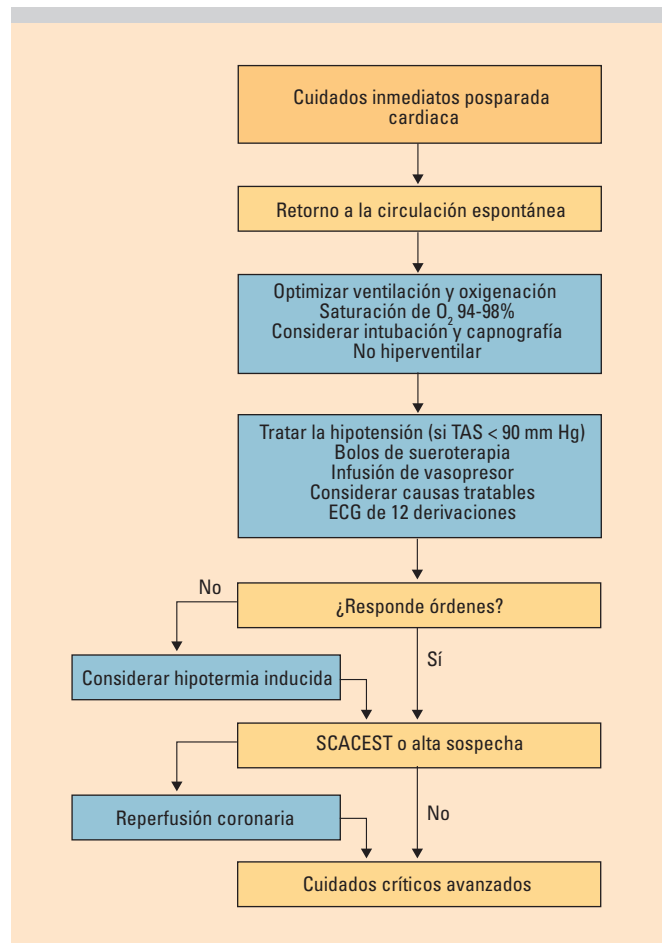 Cuidados inmediatos posparada
cardiaca
Retorno a la circulación espontánea
Optimizar ventilación y oxigenación
Saturación de O₂ 94-98%
Considerar intubación y capnografía
No hiperventilar
Tratar la hipotensión (si TAS < 90 mm Hg)
Bolos de sueroterapia
Infusión de vasopresor
Considerar causas tratables
ECG de 12 derivaciones
¿Responde órdenes?
No
Sí
Considerar hipotermia inducida
SCACEST o alta sospecha
Reperfusión coronaria
No
Cuidados críticos avanzados